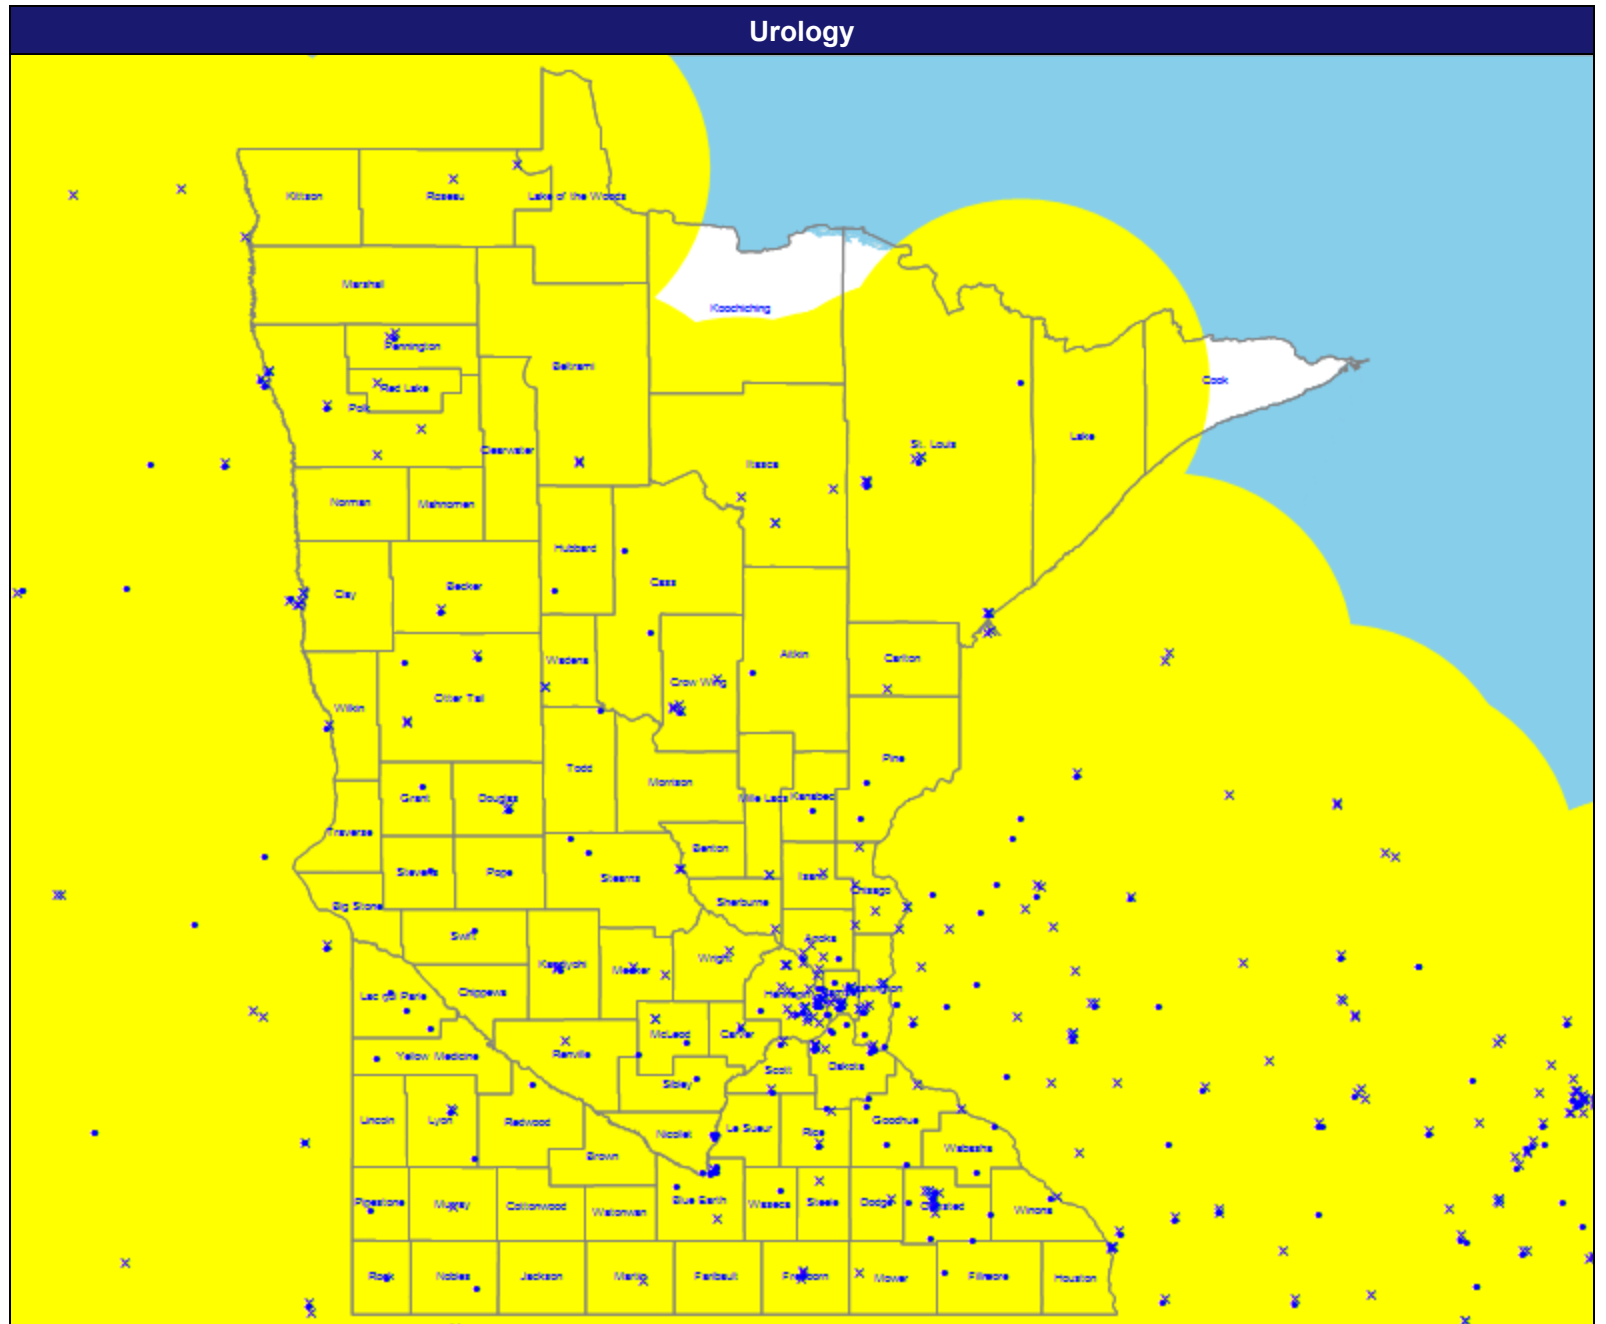 Urology
Kittson
Roseau
Lake of the Woods
Marshall
Koochiching
Pennington
Beltrami
Cook
Red Lake
Polk
Lake
St. Louis
Clearwater
Itasca
Norman
Mahnomen
Hubbard
Cass
Becker
Clay
Aitkin
Carlton
Wadena
Crow Wing
Otter Tail
Wilkin
Pine
Todd
Morrison
Grant
Douglas
Mille Lacs
Kanabec
Traverse
Benton
Stevens
Pope
Stearns
Isanti
Chisago
Sherburne
Big Stone
Swift
Anoka
Wright
Kandiyohi
Meeker
Lac qui Parle
Chippewa
Hennepin
Washington
McLeod
Carver
Renville
Yellow Medicine
Scott
Dakota
Sibley
Lincoln
Lyon
Redwood
Le Sueur
Rice
Goodhue
Nicollet
Wabasha
Brown
Pipestone
Murray
Cottonwood
Watonwan
Blue Earth
Waseca
Steele
Dodge
Olmsted
Winona
Rock
Nobles
Jackson
Martin
Faribault
Freeborn
Mower
Fillmore
Houston